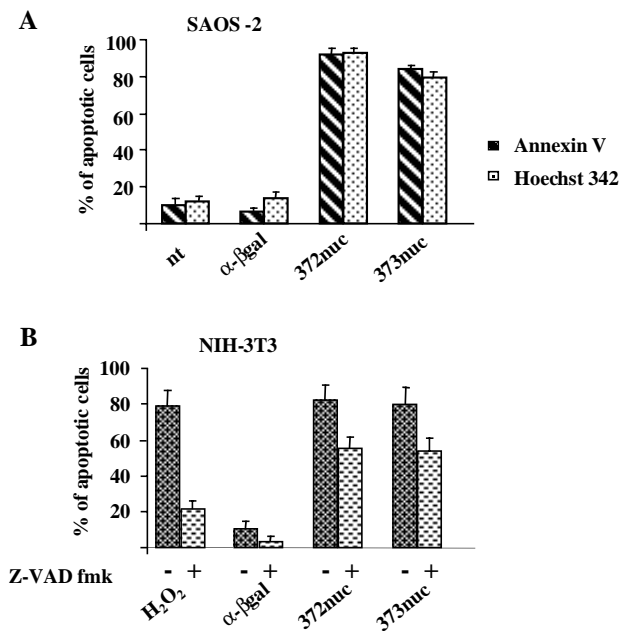 A
SAOS -2
% of apoptotic cells
100
80
60
40
20
nt
α-βgal
372nuc
373nuc
Annexin V
Hoechst 342
B
NIH-3T3
% of apoptotic cells
100
80
60
40
20
Z-VAD fmk
- + - + - + - +
H₂O₂
α-βgal
372nuc
373nuc